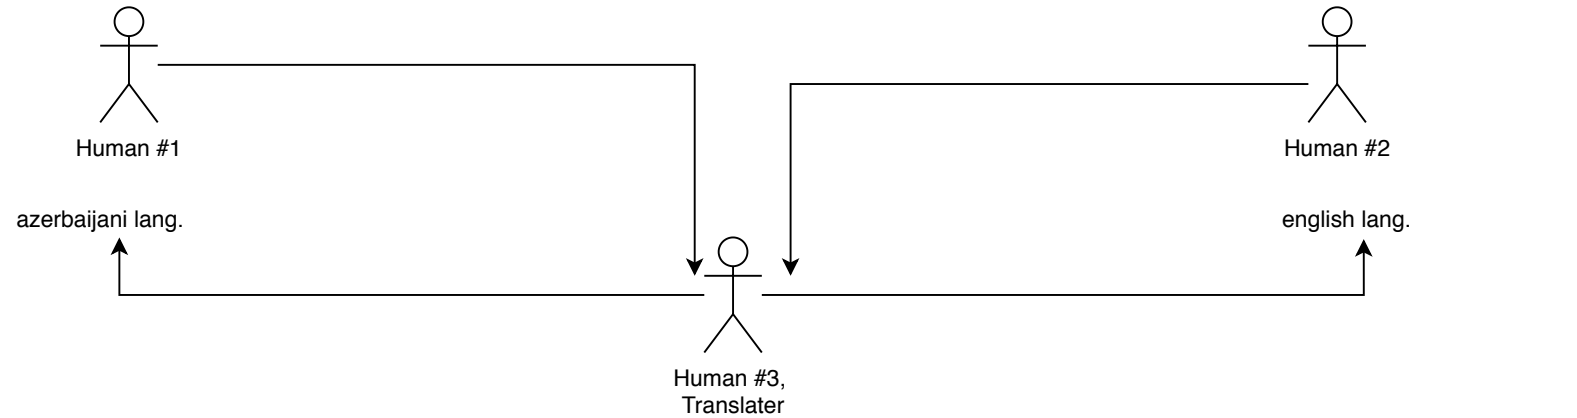 Human #1
Human #2
azerbaijani lang.
english lang.
Human #3,
Translater